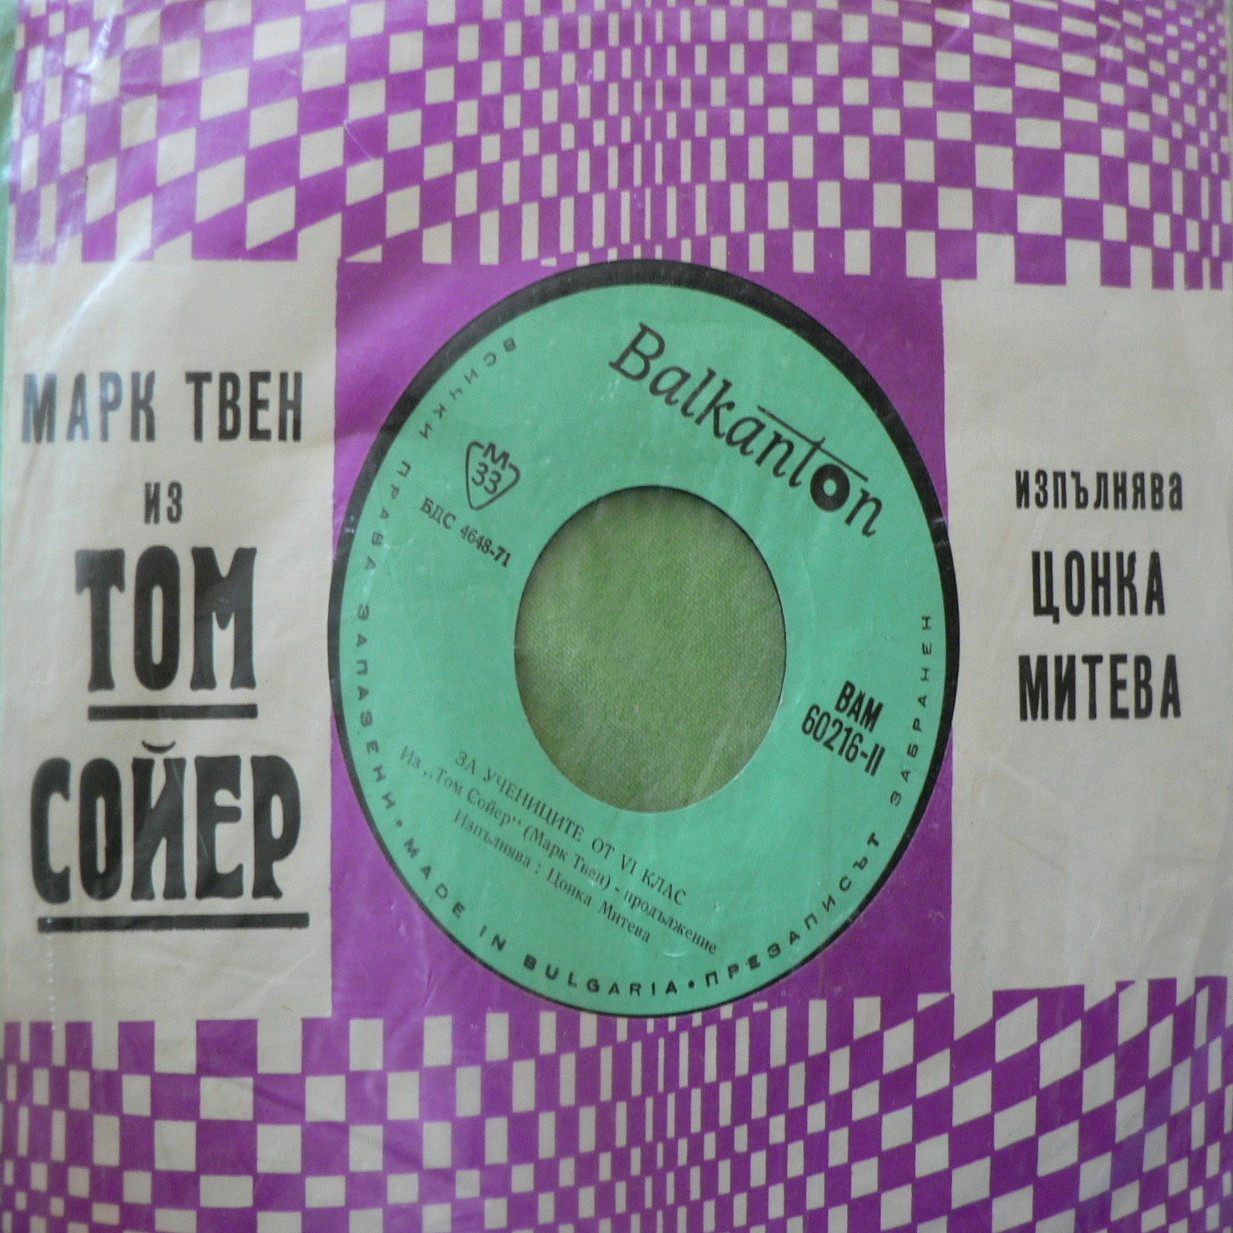 МАРК ТВЕН
ИЗ
ТОМ
СОЙЕР
Balkanton
М
33
БДС 4648-71
ВАМ
60216-II
ЗА УЧЕНИЦИТЕ ОТ VI КЛАС
Из „Том Сойер“ (Марк Твен) - продължение
Изпълнява : Цонка Митева
ВСИЧКИ ПРАВА ЗАПАЗЕНИ • MADE IN BULGARIA • ПРЕЗАПИСЪТ ЗАБРАНЕН
ИЗПЪЛНЯВА
ЦОНКА
МИТЕВА